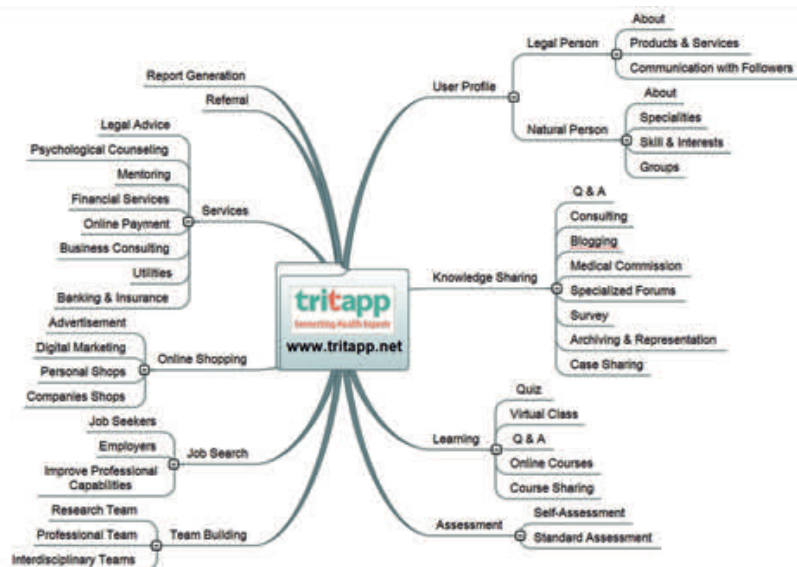 Report Generation
Referral
Legal Advice
Psychological Counseling
Mentoring
Financial Services
Online Payment
Business Consulting
Utilities
Banking & Insurance
Services
Advertisement
Digital Marketing
Personal Shops
Companies Shops
Online Shopping
Job Seekers
Employers
Improve Professional
Capabilities
Job Search
Research Team
Professional Team
Interdisciplinary Teams
Team Building
tritapp
Connecting Health Experts
www.tritapp.net
User Profile
Legal Person
About
Products & Services
Communication with Followers
Natural Person
About
Specialities
Skill & Interests
Groups
Knowledge Sharing
Q & A
Consulting
Blogging
Medical Commission
Specialized Forums
Survey
Archiving & Representation
Case Sharing
Learning
Quiz
Virtual Class
Q & A
Online Courses
Course Sharing
Assessment
Self-Assessment
Standard Assessment